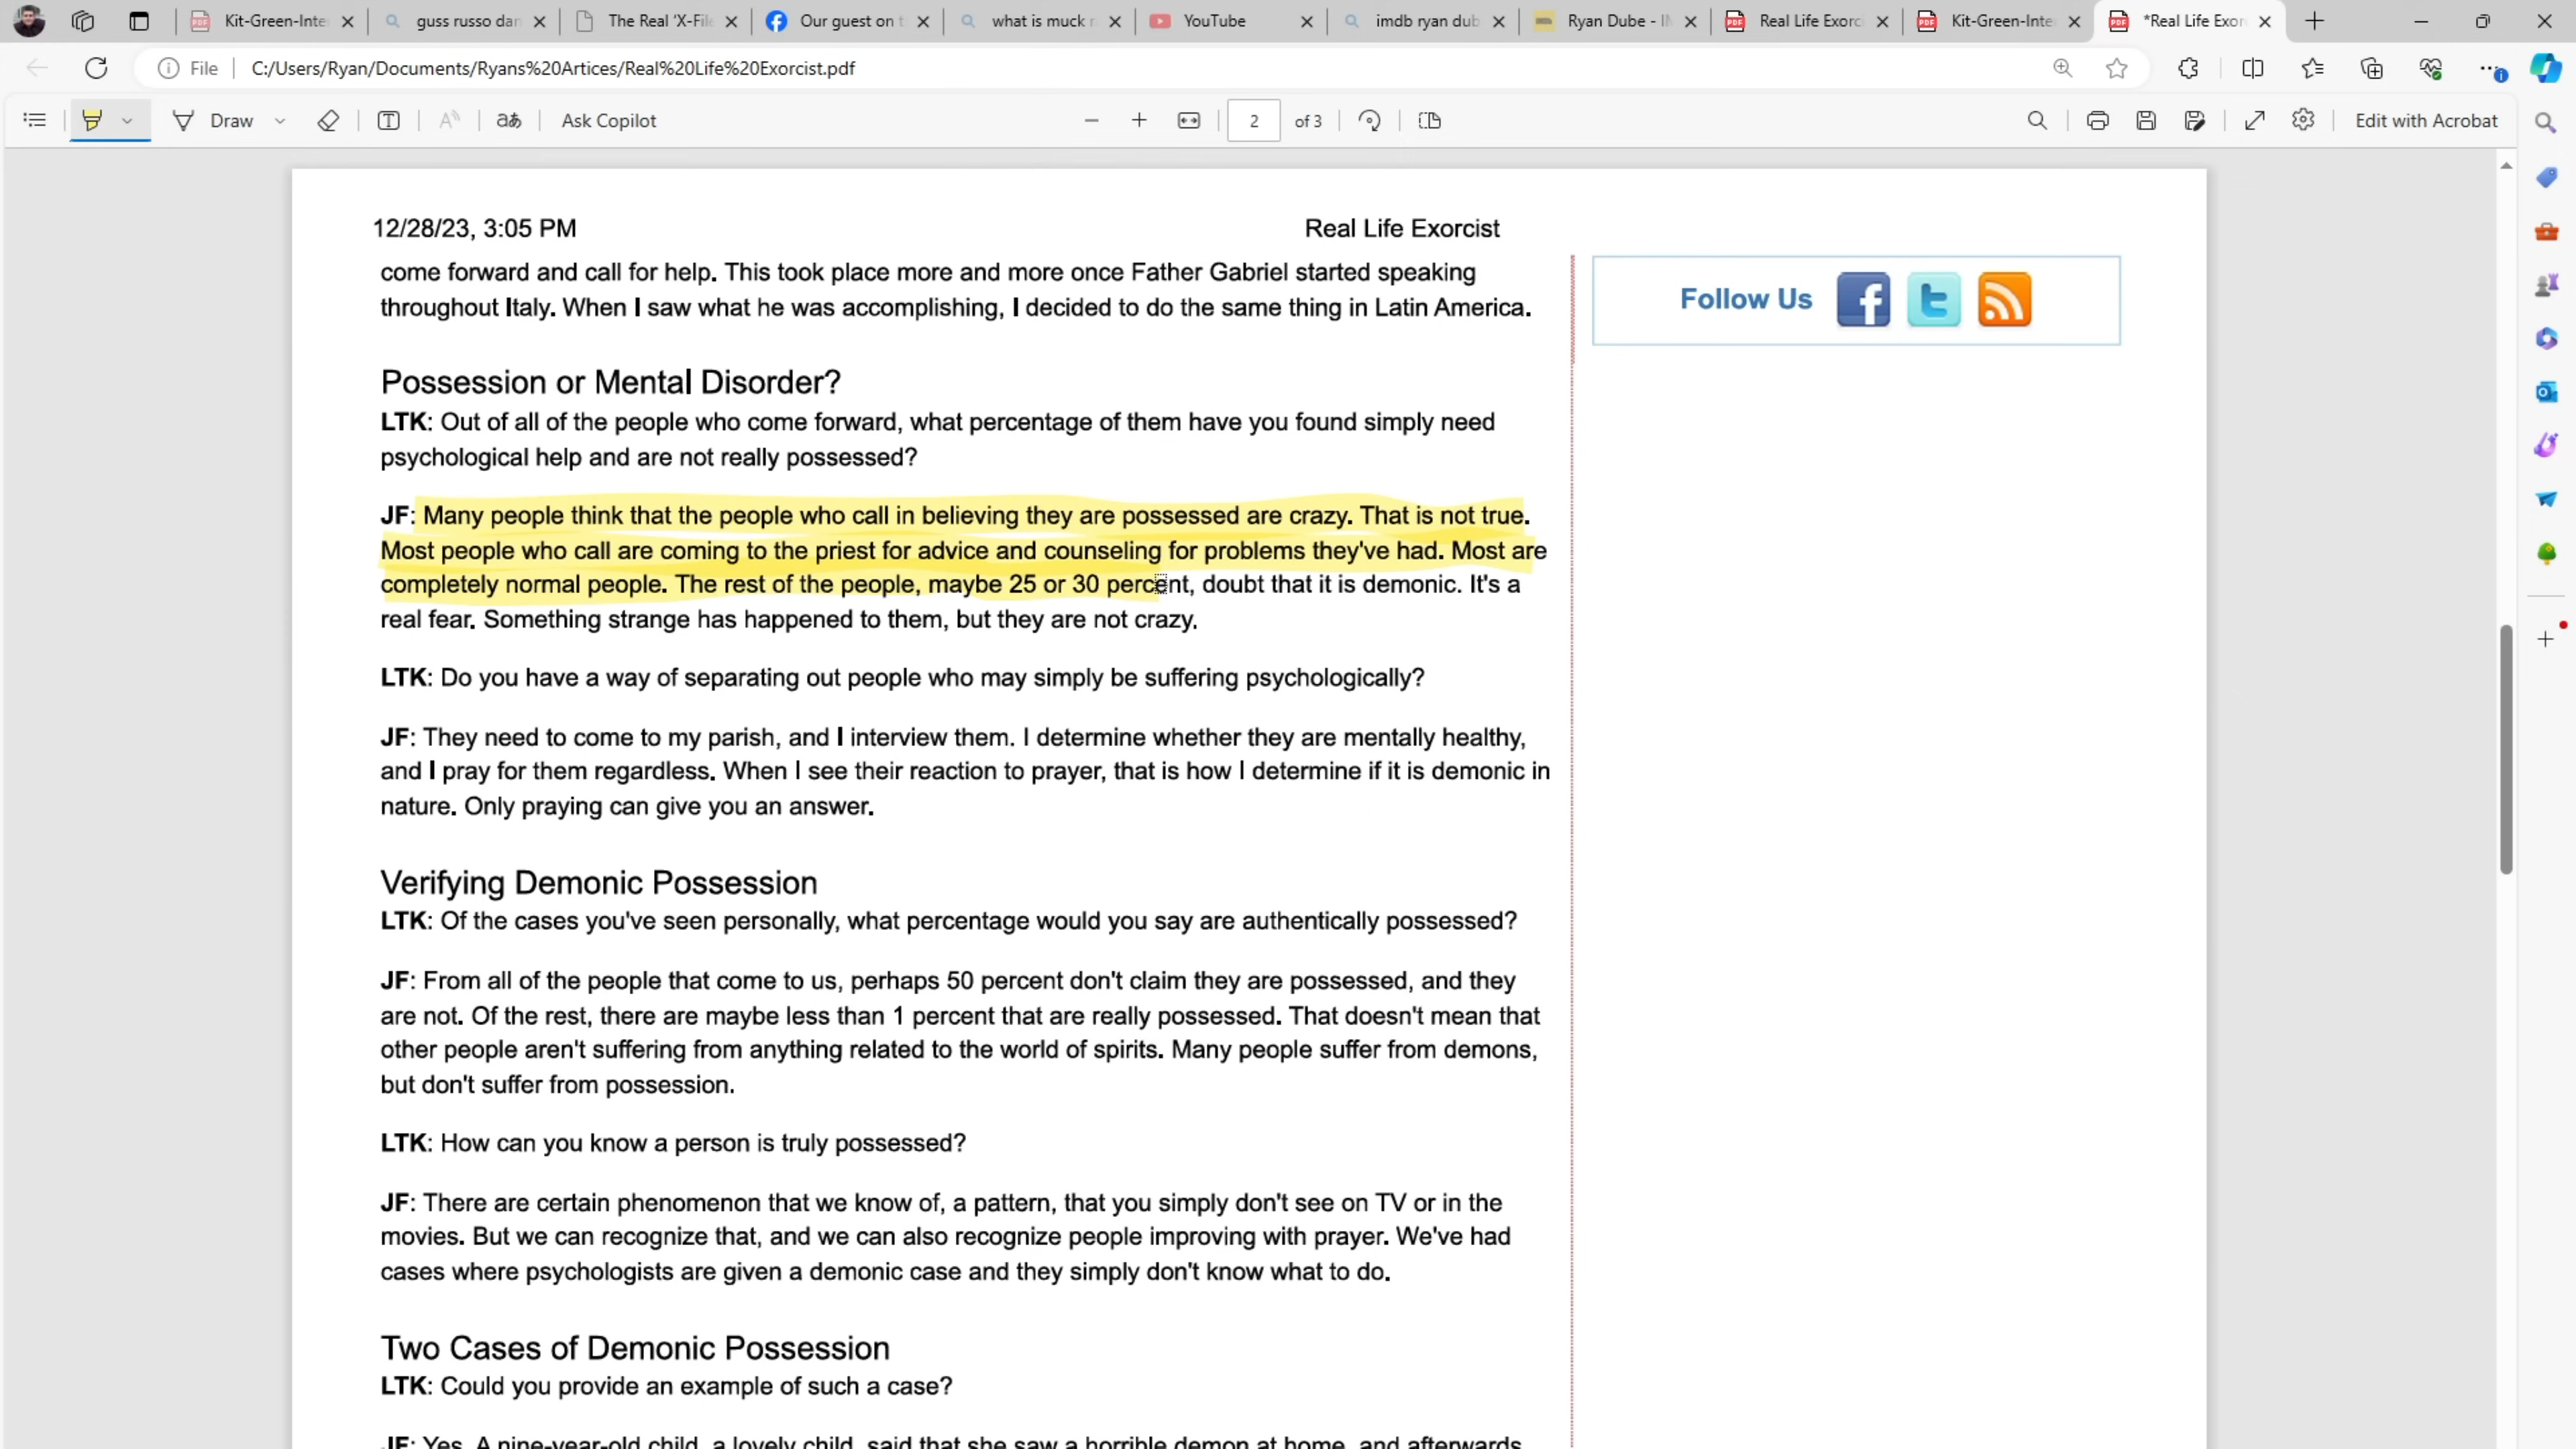 Kit-Green-Inte
guss russo dan
The Real 'X-File
Our guest on t
what is muck r
YouTube
imdb ryan dub
Ryan Dube - IM
Real Life Exorci
Kit-Green-Inte
*Real Life Exor
File
C:/Users/Ryan/Documents/Ryans%20Artices/Real%20Life%20Exorcist.pdf
Draw
Ask Copilot
2 of 3
Edit with Acrobat
12/28/23, 3:05 PM
Real Life Exorcist
come forward and call for help. This took place more and more once Father Gabriel started speaking
throughout Italy. When I saw what he was accomplishing, I decided to do the same thing in Latin America.
Follow Us
Possession or Mental Disorder?
LTK: Out of all of the people who come forward, what percentage of them have you found simply need
psychological help and are not really possessed?
JF: Many people think that the people who call in believing they are possessed are crazy. That is not true.
Most people who call are coming to the priest for advice and counseling for problems they've had. Most are
completely normal people. The rest of the people, maybe 25 or 30 percent, doubt that it is demonic. It's a
real fear. Something strange has happened to them, but they are not crazy.
LTK: Do you have a way of separating out people who may simply be suffering psychologically?
JF: They need to come to my parish, and I interview them. I determine whether they are mentally healthy,
and I pray for them regardless. When I see their reaction to prayer, that is how I determine if it is demonic in
nature. Only praying can give you an answer.
Verifying Demonic Possession
LTK: Of the cases you've seen personally, what percentage would you say are authentically possessed?
JF: From all of the people that come to us, perhaps 50 percent don't claim they are possessed, and they
are not. Of the rest, there are maybe less than 1 percent that are really possessed. That doesn't mean that
other people aren't suffering from anything related to the world of spirits. Many people suffer from demons,
but don't suffer from possession.
LTK: How can you know a person is truly possessed?
JF: There are certain phenomenon that we know of, a pattern, that you simply don't see on TV or in the
movies. But we can recognize that, and we can also recognize people improving with prayer. We've had
cases where psychologists are given a demonic case and they simply don't know what to do.
Two Cases of Demonic Possession
LTK: Could you provide an example of such a case?
JF: Yes. A nine-year-old child, a lovely child, said that she saw a horrible demon at home, and afterwards